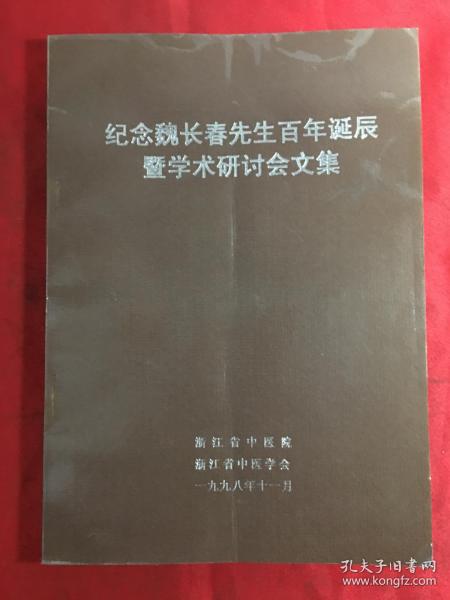 纪念魏长春先生百年诞辰
暨学术研讨会文集
浙江省中医院
浙江省中医学会
一九九八年十一月
孔夫子旧书网
www.kongfz.com